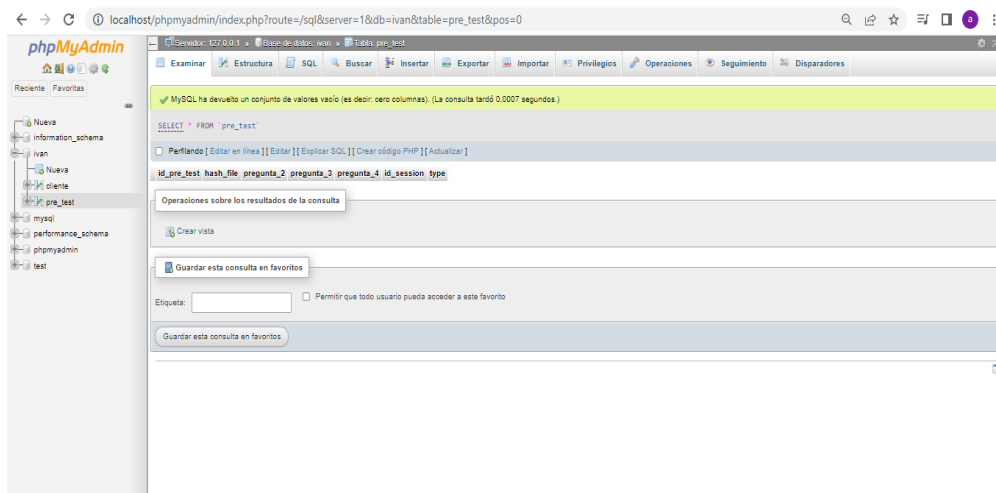 localhost/phpmyadmin/index.php?route=/sql&server=1&db=ivan&table=pre_test&pos=0
a
phpMyAdmin
Reciente Favoritas
Nueva
information_schema
ivan
Nueva
cliente
pre_test
mysql
performance_schema
phpmyadmin
test
Servidor: 127.0.0.1 » Base de datos: ivan » Tabla: pre_test
Examinar Estructura SQL Buscar Insertar Exportar Importar Privilegios Operaciones Seguimiento Disparadores
MySQL ha devuelto un conjunto de valores vacío (es decir: cero columnas). (La consulta tardó 0,0007 segundos.)
SELECT * FROM `pre_test`
Perfilando [ Editar en línea ] [ Editar ] [ Explicar SQL ] [ Crear código PHP ] [ Actualizar ]
id_pre_test hash_file pregunta_2 pregunta_3 pregunta_4 id_session type
Operaciones sobre los resultados de la consulta
Crear vista
Guardar esta consulta en favoritos
Etiqueta: Permitir que todo usuario pueda acceder a este favorito
Guardar esta consulta en favoritos